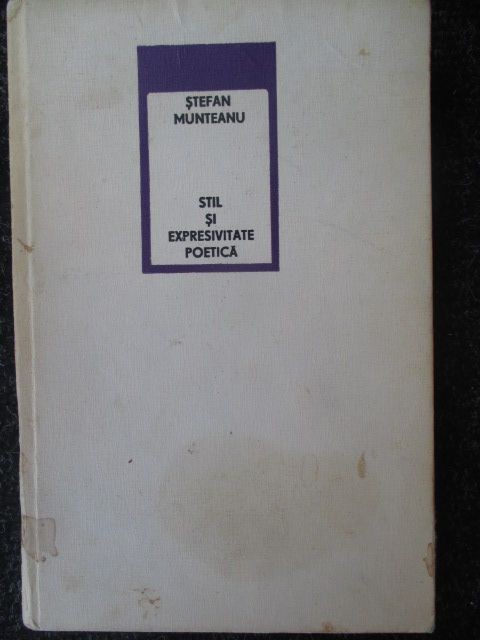 ȘTEFAN
MUNTEANU
STIL
ȘI
EXPRESIVITATE
POETICĂ